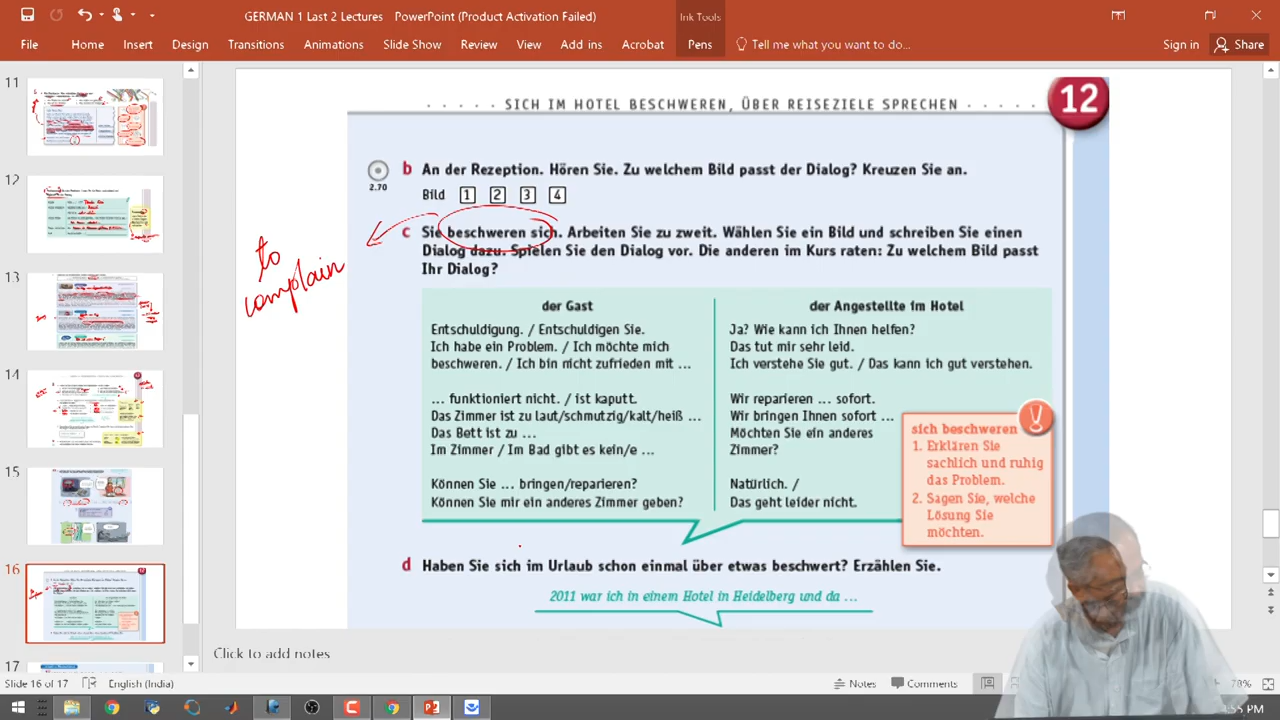 GERMAN 1 Last 2 Lectures - PowerPoint (Product Activation Failed)
Ink Tools
File Home Insert Design Transitions Animations Slide Show Review View Add ins Acrobat Pens Tell me what you want to do... Sign in Share
11
12
13
14
15
16
17
SICH IM HOTEL BESCHWEREN, ÜBER REISEZIELE SPRECHEN
12
2.70
b An der Rezeption. Hören Sie. Zu welchem Bild passt der Dialog? Kreuzen Sie an.
Bild 1 2 3 4
c Sie beschweren sich. Arbeiten Sie zu zweit. Wählen Sie ein Bild und schreiben Sie einen
Dialog dazu. Spielen Sie den Dialog vor. Die anderen im Kurs raten: Zu welchem Bild passt
Ihr Dialog?
to
complain
der Gast
Entschuldigung. / Entschuldigen Sie.
Ich habe ein Problem. / Ich möchte mich
beschweren. / Ich bin nicht zufrieden mit ...
... funktioniert nicht. / ist kaputt.
Das Zimmer ist zu laut/schmutzig/kalt/heiß ...
Das Bett ist zu ...
Im Zimmer / Im Bad gibt es kein/e ...
Können Sie ... bringen/reparieren?
Können Sie mir ein anderes Zimmer geben?
der Angestellte im Hotel
Ja? Wie kann ich Ihnen helfen?
Das tut mir sehr leid.
Ich verstehe Sie gut. / Das kann ich gut verstehen.
Wir reparieren ... sofort.
Wir bringen Ihnen sofort ...
Möchten Sie ein anderes
Zimmer?
Natürlich. /
Das geht leider nicht.
!
sich beschweren
1. Erklären Sie
sachlich und ruhig
das Problem.
2. Sagen Sie, welche
Lösung Sie
möchten.
d Haben Sie sich im Urlaub schon einmal über etwas beschwert? Erzählen Sie.
2011 war ich in einem Hotel in Heidelberg und da ...
Click to add notes
Slide 16 of 17 English (India) Notes Comments 78%
:55 PM